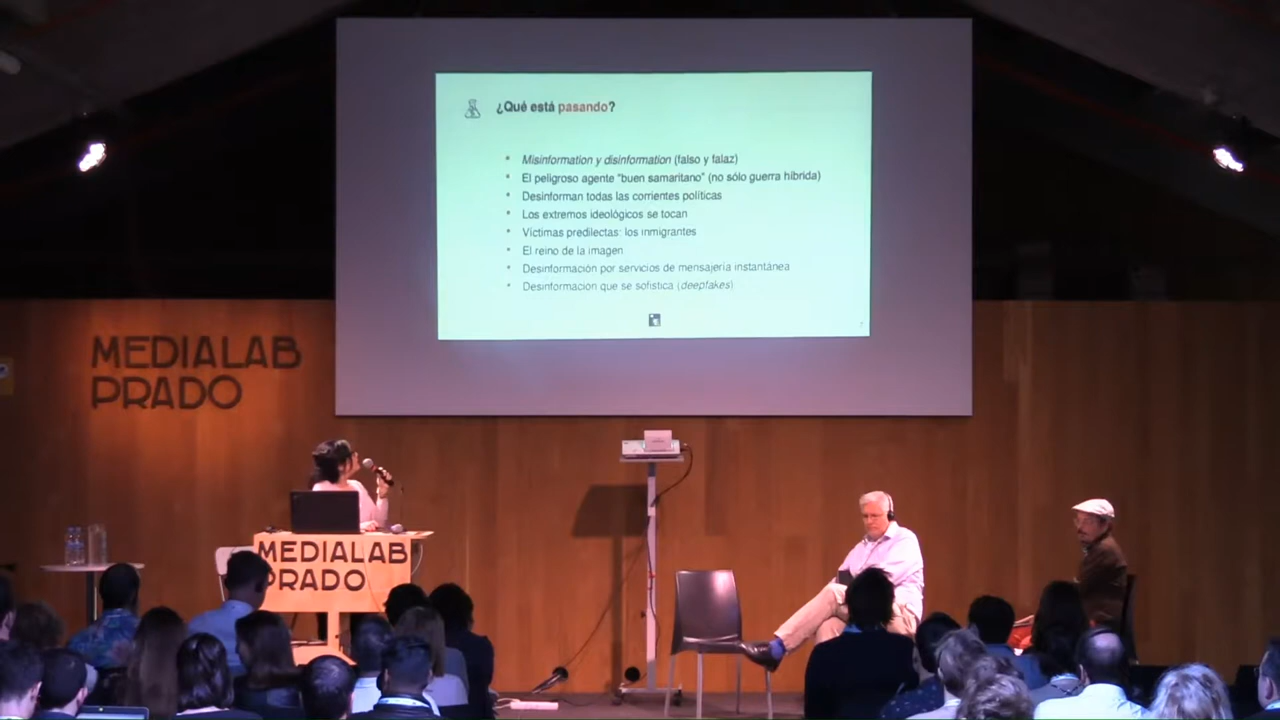 ¿Qué está pasando?
* Misinformation y disinformation (falso y falaz)
* El peligroso agente "buen samaritano" (no sólo guerra híbrida)
* Desinforman todas las corrientes políticas
* Los extremos ideológicos se tocan
* Víctimas predilectas: los inmigrantes
* El reino de la imagen
* Desinformación por servicios de mensajería instantánea
* Desinformación que se sofistica (deepfakes)
MEDIALAB
PRADO
MEDIALAB
PRADO